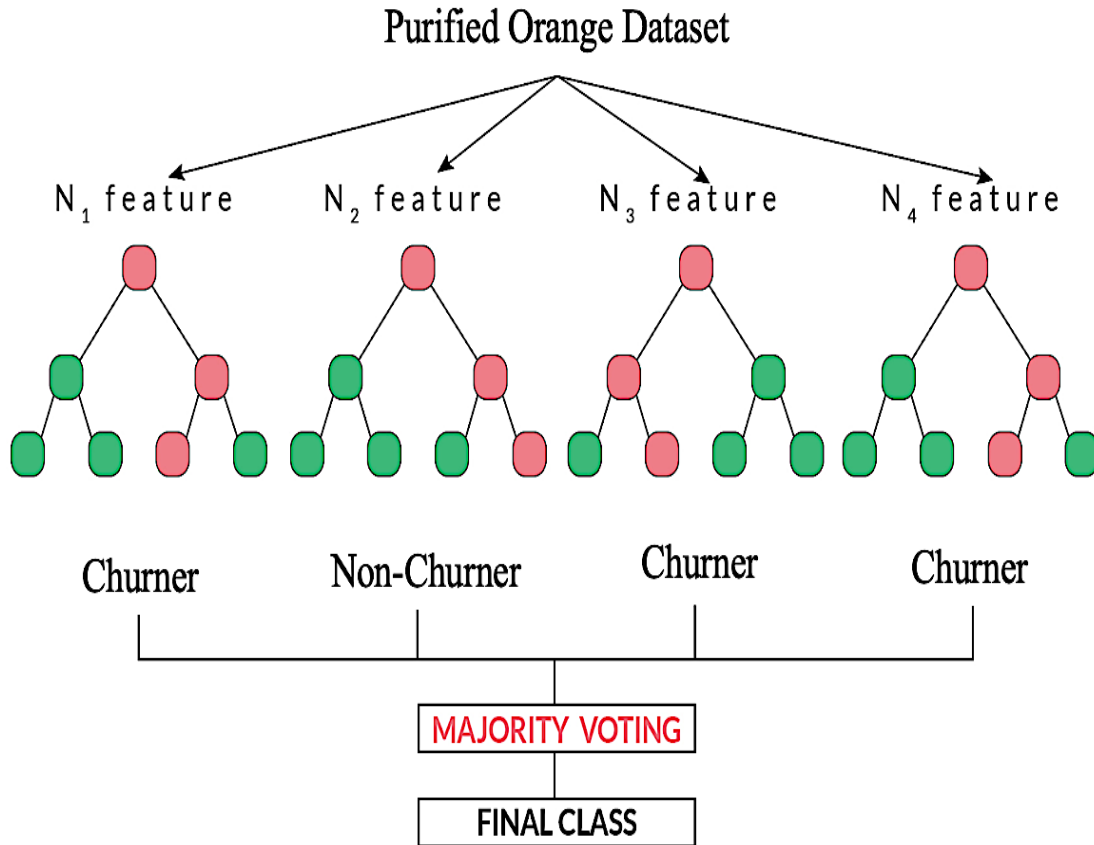 Purified Orange Dataset
N₁ feature N₂ feature N₃ feature N₄ feature
Churner Non-Churner Churner Churner
MAJORITY VOTING
FINAL CLASS